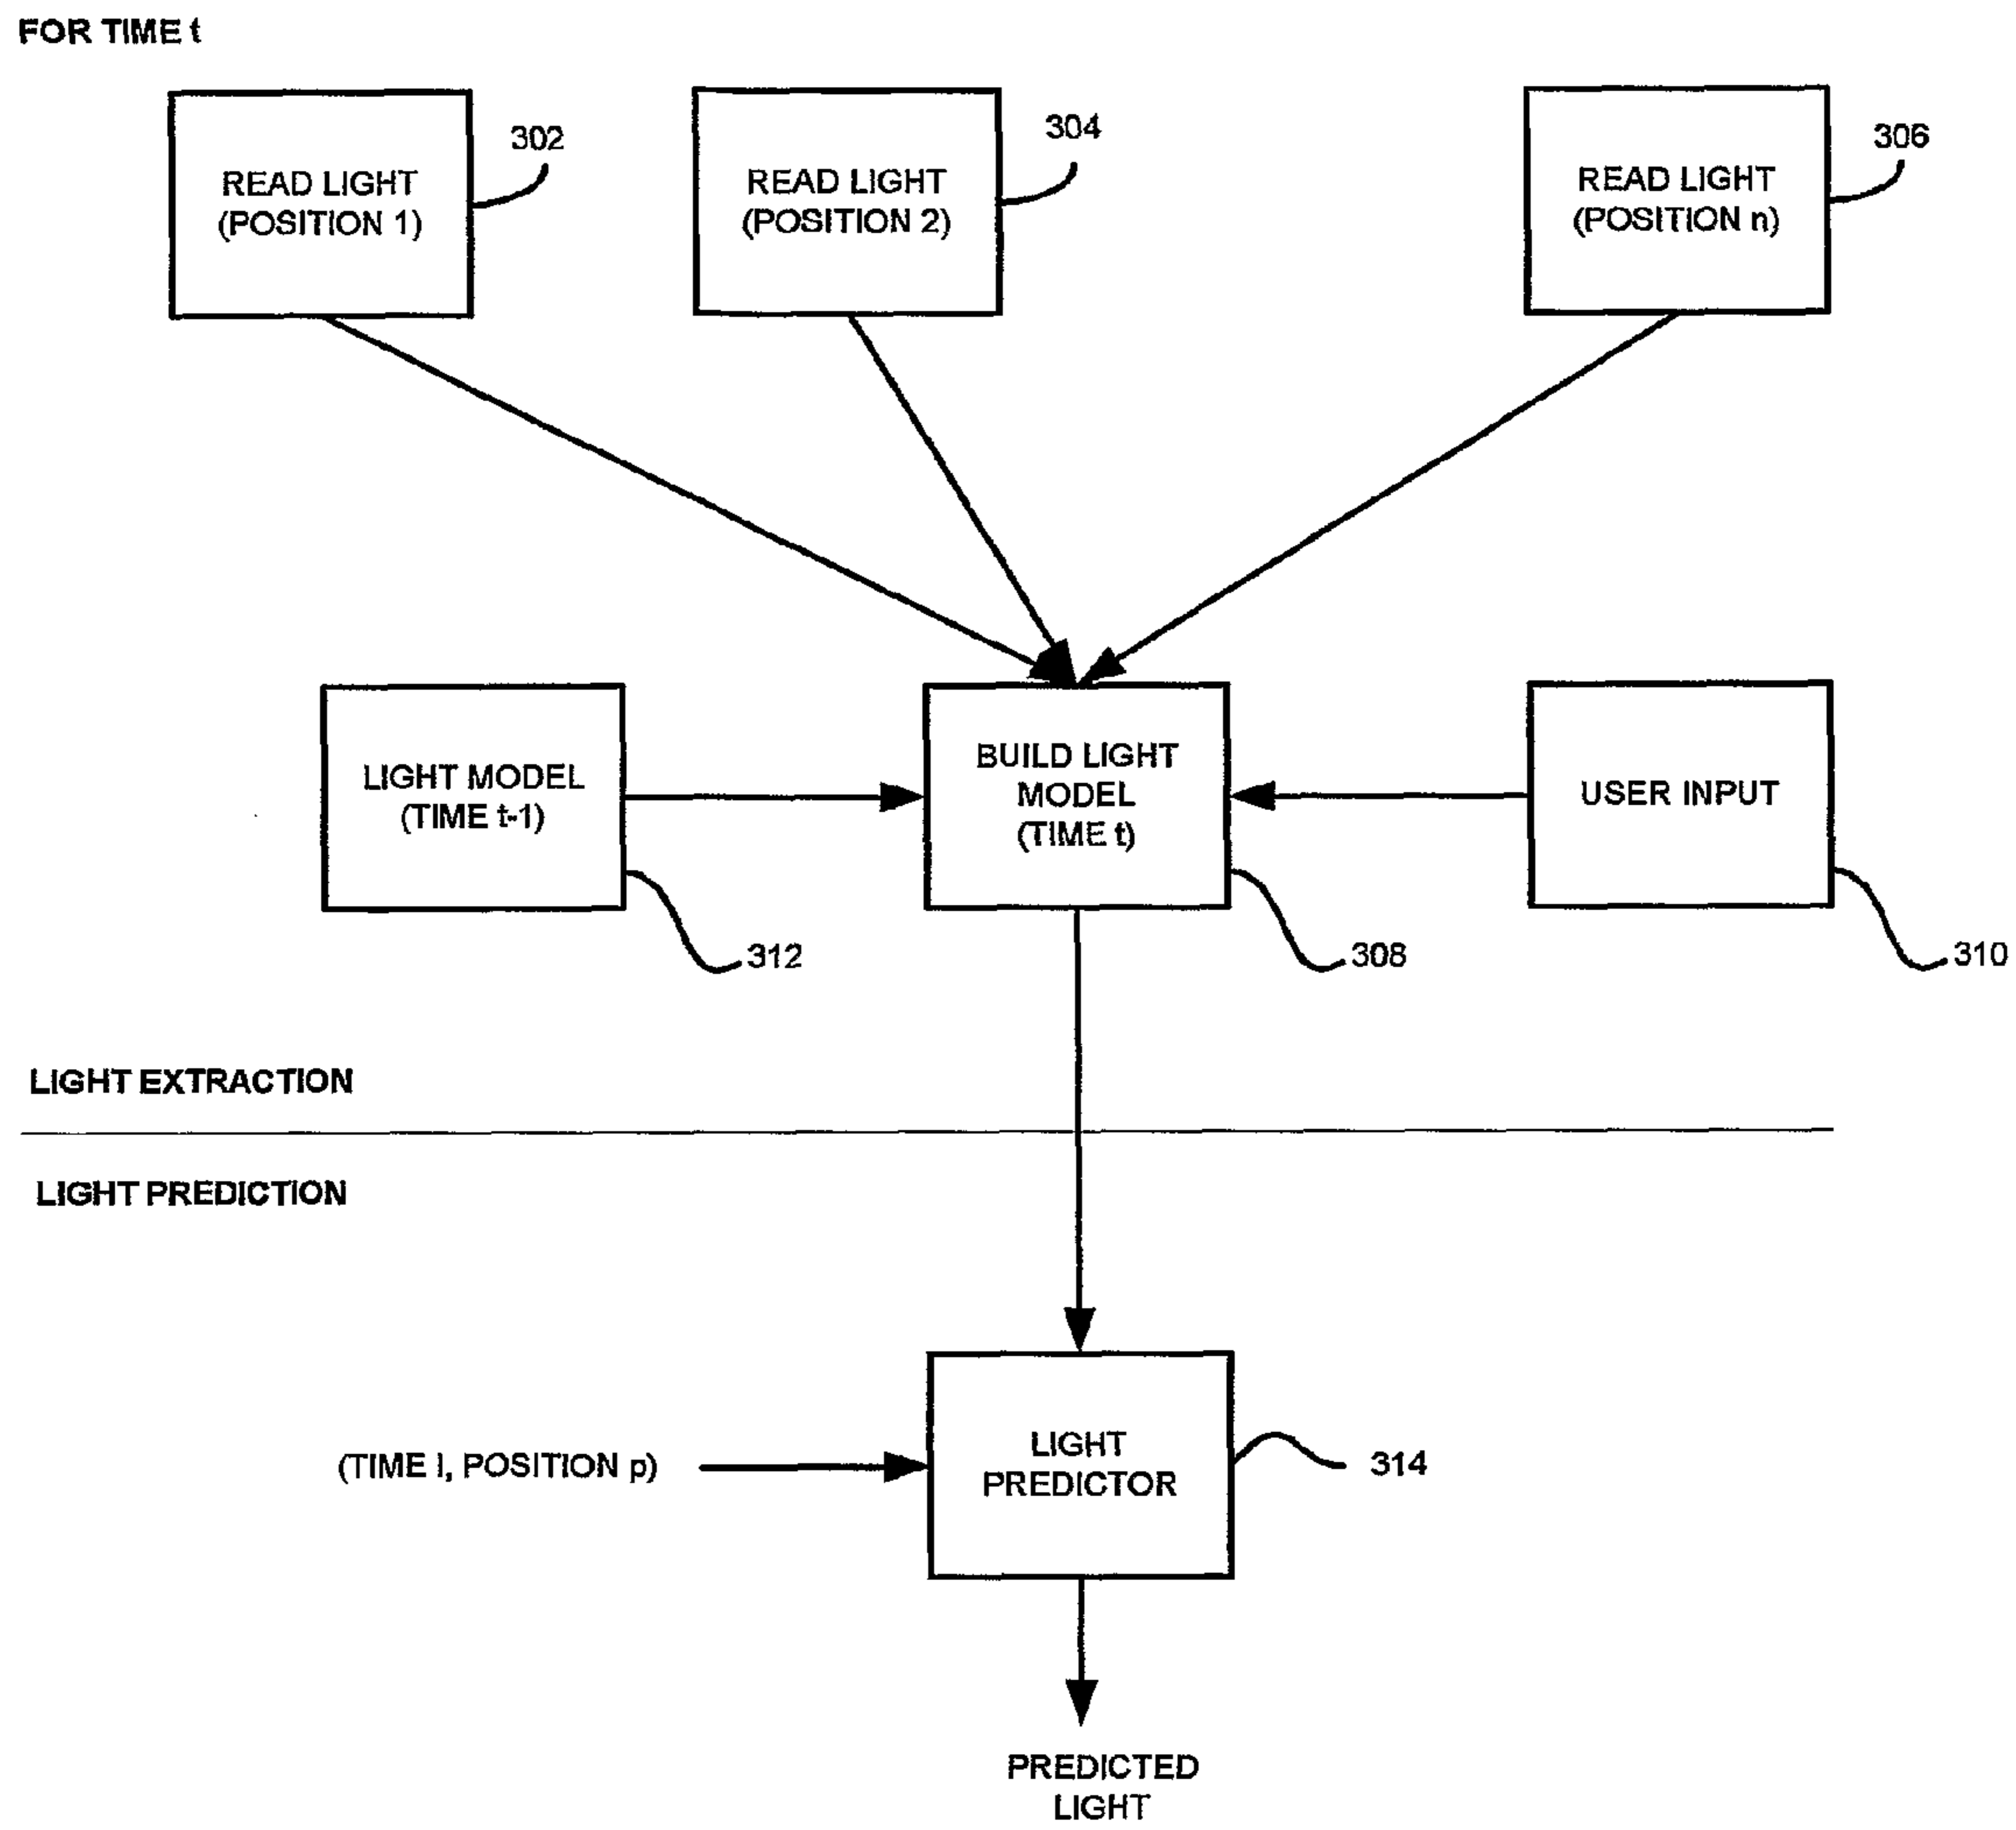 FOR TIME t
302
304
306
READ LIGHT
(POSITION 1)
READ LIGHT
(POSITION 2)
READ LIGHT
(POSITION n)
LIGHT MODEL
(TIME t-1)
BUILD LIGHT
MODEL
(TIME t)
USER INPUT
312
308
310
LIGHT EXTRACTION
LIGHT PREDICTION
(TIME l, POSITION p)
LIGHT
PREDICTOR
314
PREDICTED
LIGHT